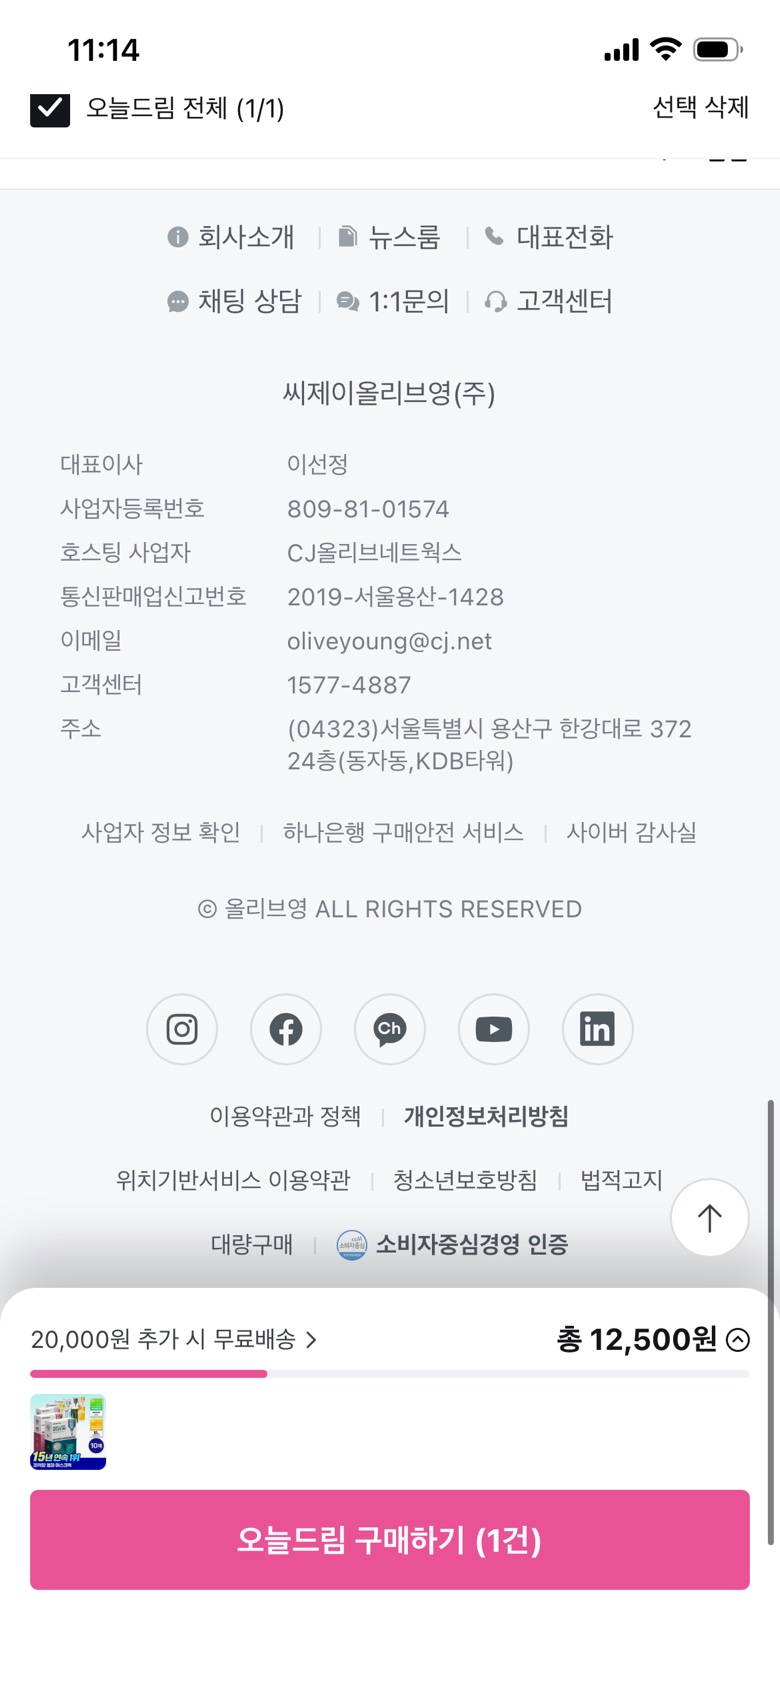 11:14
오늘드림 전체 (1/1) 선택 삭제
회사소개 뉴스룸 대표전화
채팅 상담 1:1문의 고객센터
씨제이올리브영(주)
대표이사 이선정
사업자등록번호 809-81-01574
호스팅 사업자 CJ올리브네트웍스
통신판매업신고번호 2019-서울용산-1428
이메일 oliveyoung@cj.net
고객센터 1577-4887
주소 (04323)서울특별시 용산구 한강대로 372
24층(동자동,KDB타워)
사업자 정보 확인 하나은행 구매안전 서비스 사이버 감사실
ⓒ 올리브영 ALL RIGHTS RESERVED
Ch
in
이용약관과 정책 개인정보처리방침
위치기반서비스 이용약관 청소년보호방침 법적고지
대량구매 소비자중심 소비자중심경영 인증
20,000원 추가 시 무료배송 총 12,500원
10매
15년 연속 1위
오늘드림 구매하기 (1건)